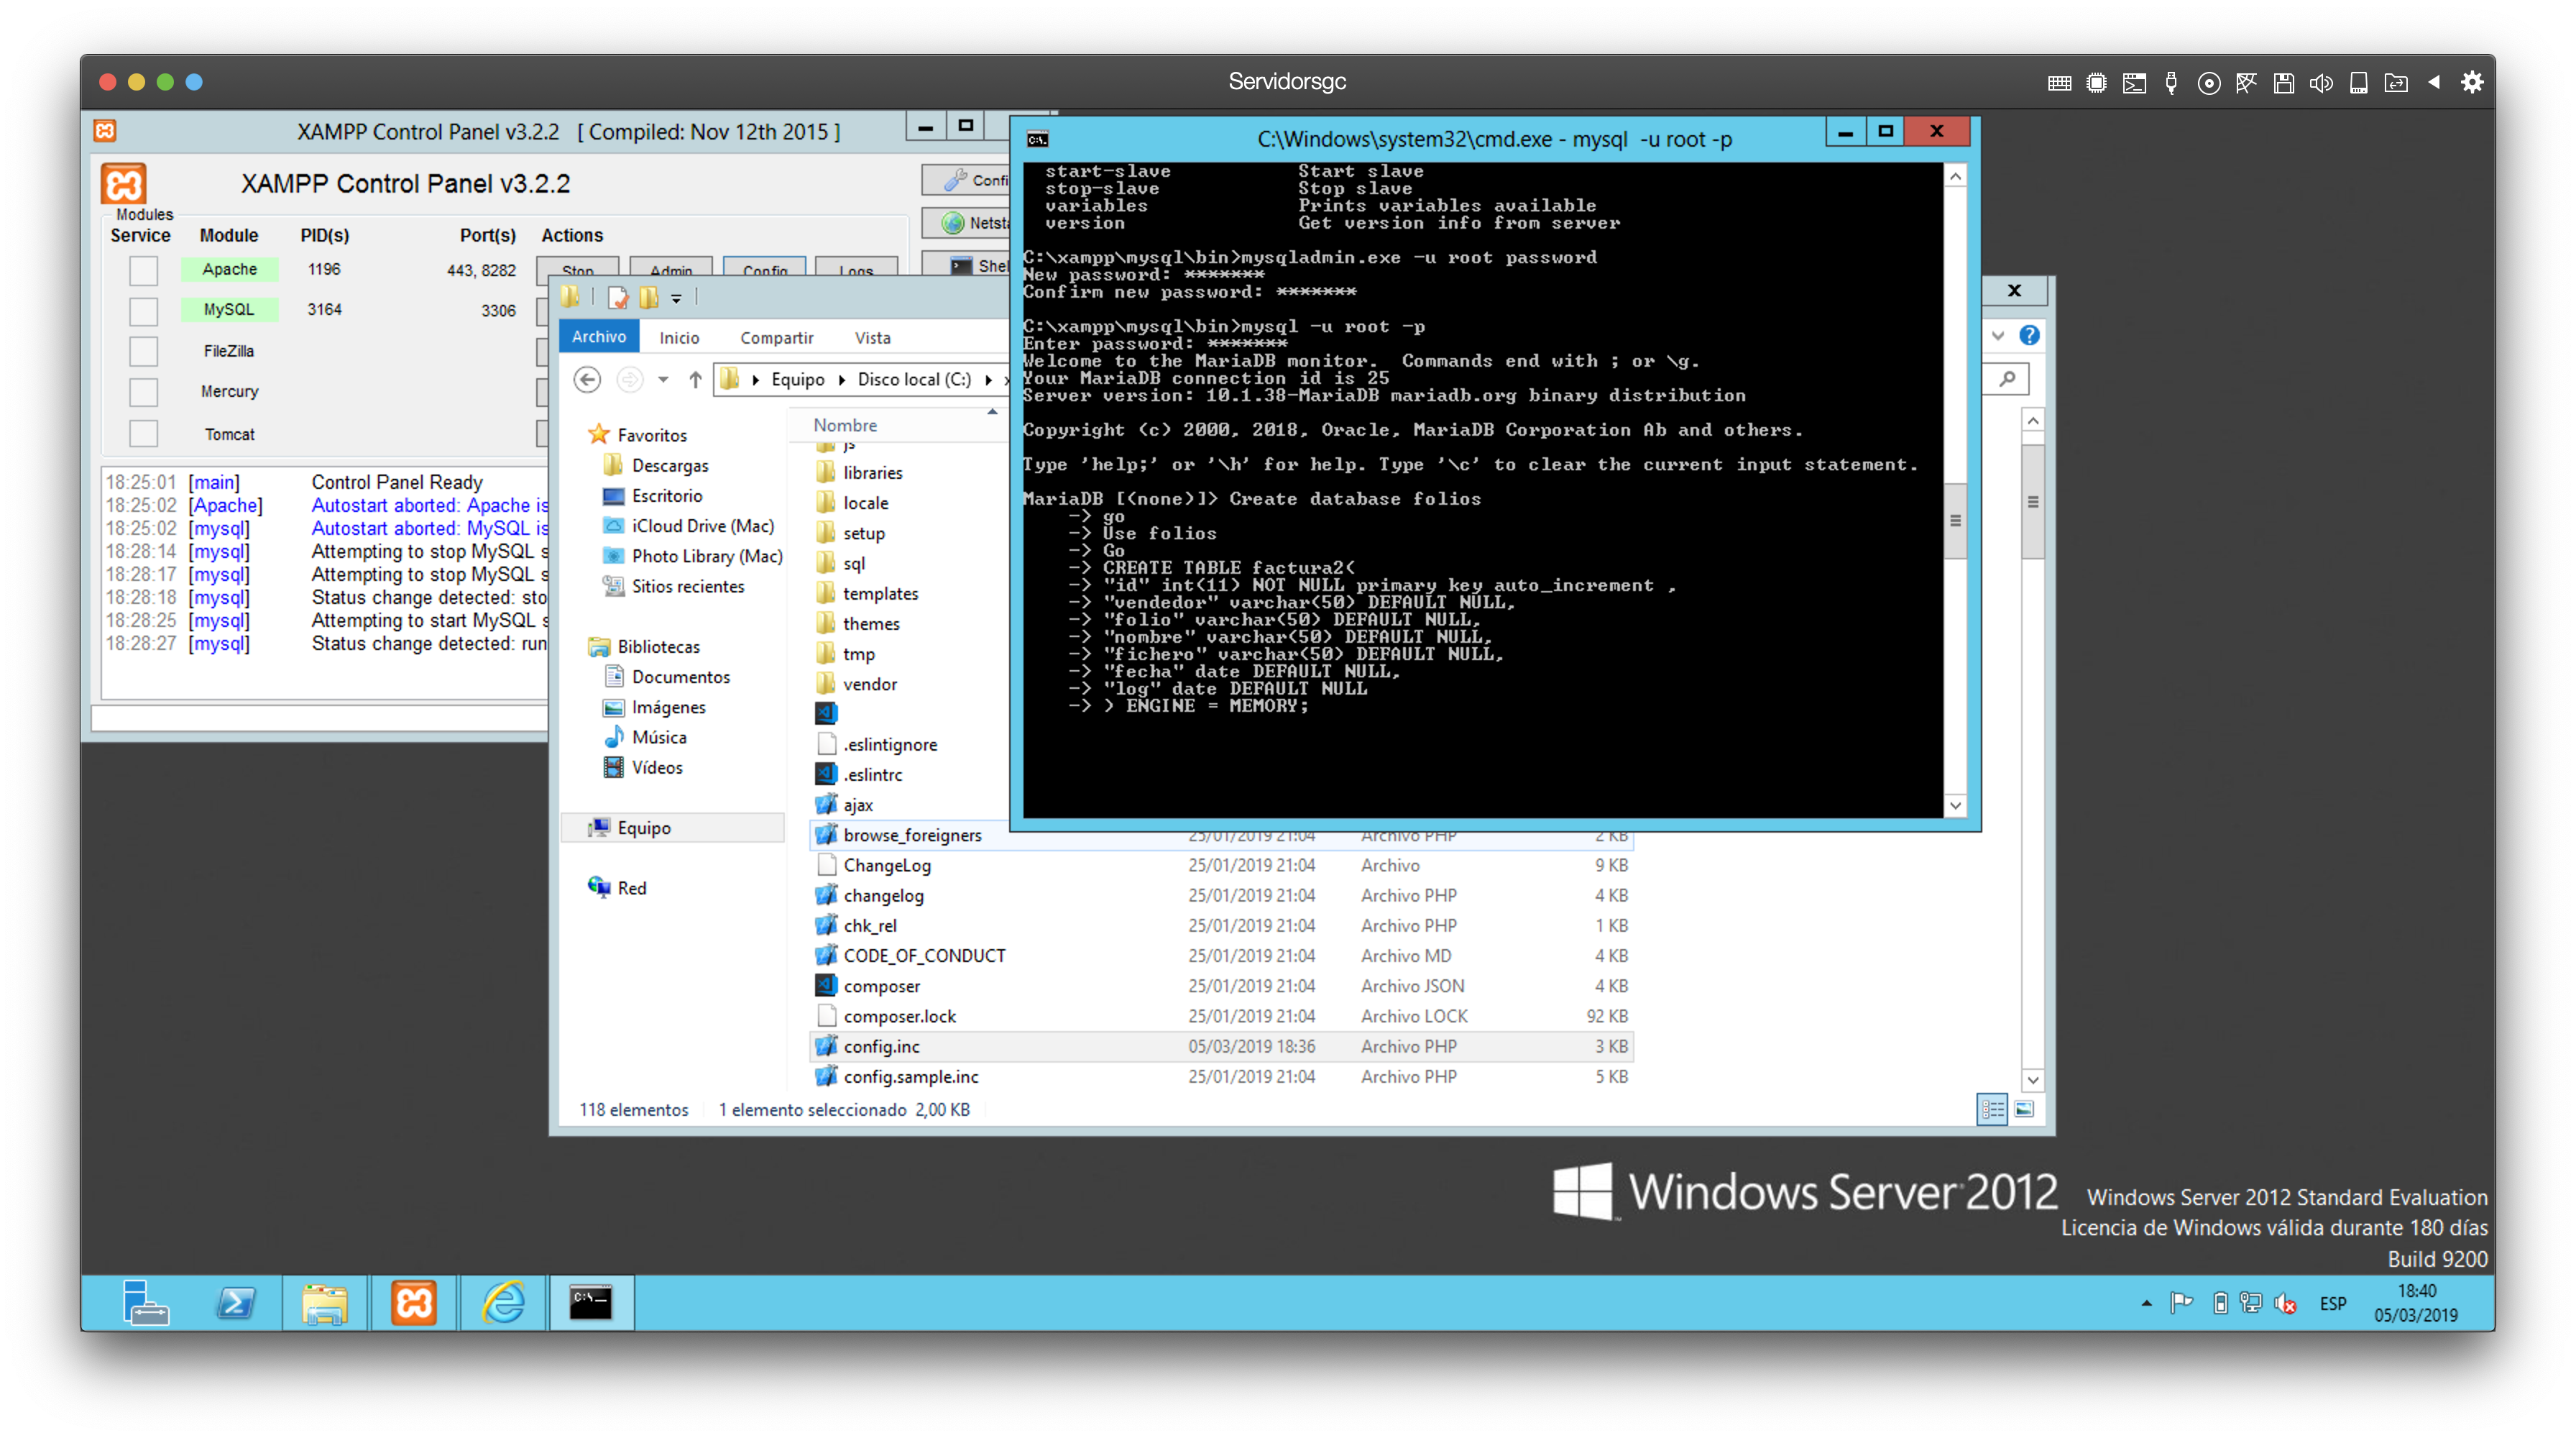 Servidorsgc
XAMPP Control Panel v3.2.2 [ Compiled: Nov 12th 2015 ]
XAMPP Control Panel v3.2.2
Modules
Service Module PID(s) Port(s) Actions
Apache 1196 443, 8282 Stop Admin Config Logs
MySQL 3164 3306
FileZilla
Mercury
Tomcat
Confi
Netsta
Shel
18:25:01 [main] Control Panel Ready
18:25:02 [Apache] Autostart aborted: Apache is
18:25:02 [mysql] Autostart aborted: MySQL is
18:28:14 [mysql] Attempting to stop MySQL s
18:28:17 [mysql] Attempting to stop MySQL s
18:28:18 [mysql] Status change detected: sto
18:28:25 [mysql] Attempting to start MySQL s
18:28:27 [mysql] Status change detected: run
C:\Windows\system32\cmd.exe - mysql -u root -p
start-slave Start slave
stop-slave Stop slave
variables Prints variables available
version Get version info from server
C:\xampp\mysql\bin>mysqladmin.exe -u root password
New password: *******
Confirm new password: *******
C:\xampp\mysql\bin>mysql -u root -p
Enter password: *******
Welcome to the MariaDB monitor. Commands end with ; or \g.
Your MariaDB connection id is 25
Server version: 10.1.38-MariaDB mariadb.org binary distribution
Copyright (c) 2000, 2018, Oracle, MariaDB Corporation Ab and others.
Type 'help;' or '\h' for help. Type '\c' to clear the current input statement.
MariaDB [(none)]> Create database folios
-> go
-> Use folios
-> Go
-> CREATE TABLE factura2(
-> "id" int(11) NOT NULL primary key auto_increment ,
-> "vendedor" varchar(50) DEFAULT NULL,
-> "folio" varchar(50) DEFAULT NULL,
-> "nombre" varchar(50) DEFAULT NULL,
-> "fichero" varchar(50) DEFAULT NULL,
-> "fecha" date DEFAULT NULL,
-> "log" date DEFAULT NULL
-> ) ENGINE = MEMORY;
Archivo Inicio Compartir Vista
Equipo Disco local (C:)
Favoritos
Descargas
Escritorio
iCloud Drive (Mac)
Photo Library (Mac)
Sitios recientes
Bibliotecas
Documentos
Imágenes
Música
Vídeos
Equipo
Red
Nombre
js
libraries
locale
setup
sql
templates
themes
tmp
vendor
.eslintignore
.eslintrc
ajax
browse_foreigners 25/01/2019 21:04 Archivo PHP 2 KB
ChangeLog 25/01/2019 21:04 Archivo 9 KB
changelog 25/01/2019 21:04 Archivo PHP 4 KB
chk_rel 25/01/2019 21:04 Archivo PHP 1 KB
CODE_OF_CONDUCT 25/01/2019 21:04 Archivo MD 4 KB
composer 25/01/2019 21:04 Archivo JSON 4 KB
composer.lock 25/01/2019 21:04 Archivo LOCK 92 KB
config.inc 05/03/2019 18:36 Archivo PHP 3 KB
config.sample.inc 25/01/2019 21:04 Archivo PHP 5 KB
118 elementos 1 elemento seleccionado 2,00 KB
Windows Server 2012
Windows Server 2012 Standard Evaluation
Licencia de Windows válida durante 180 días
Build 9200
ESP
18:40
05/03/2019